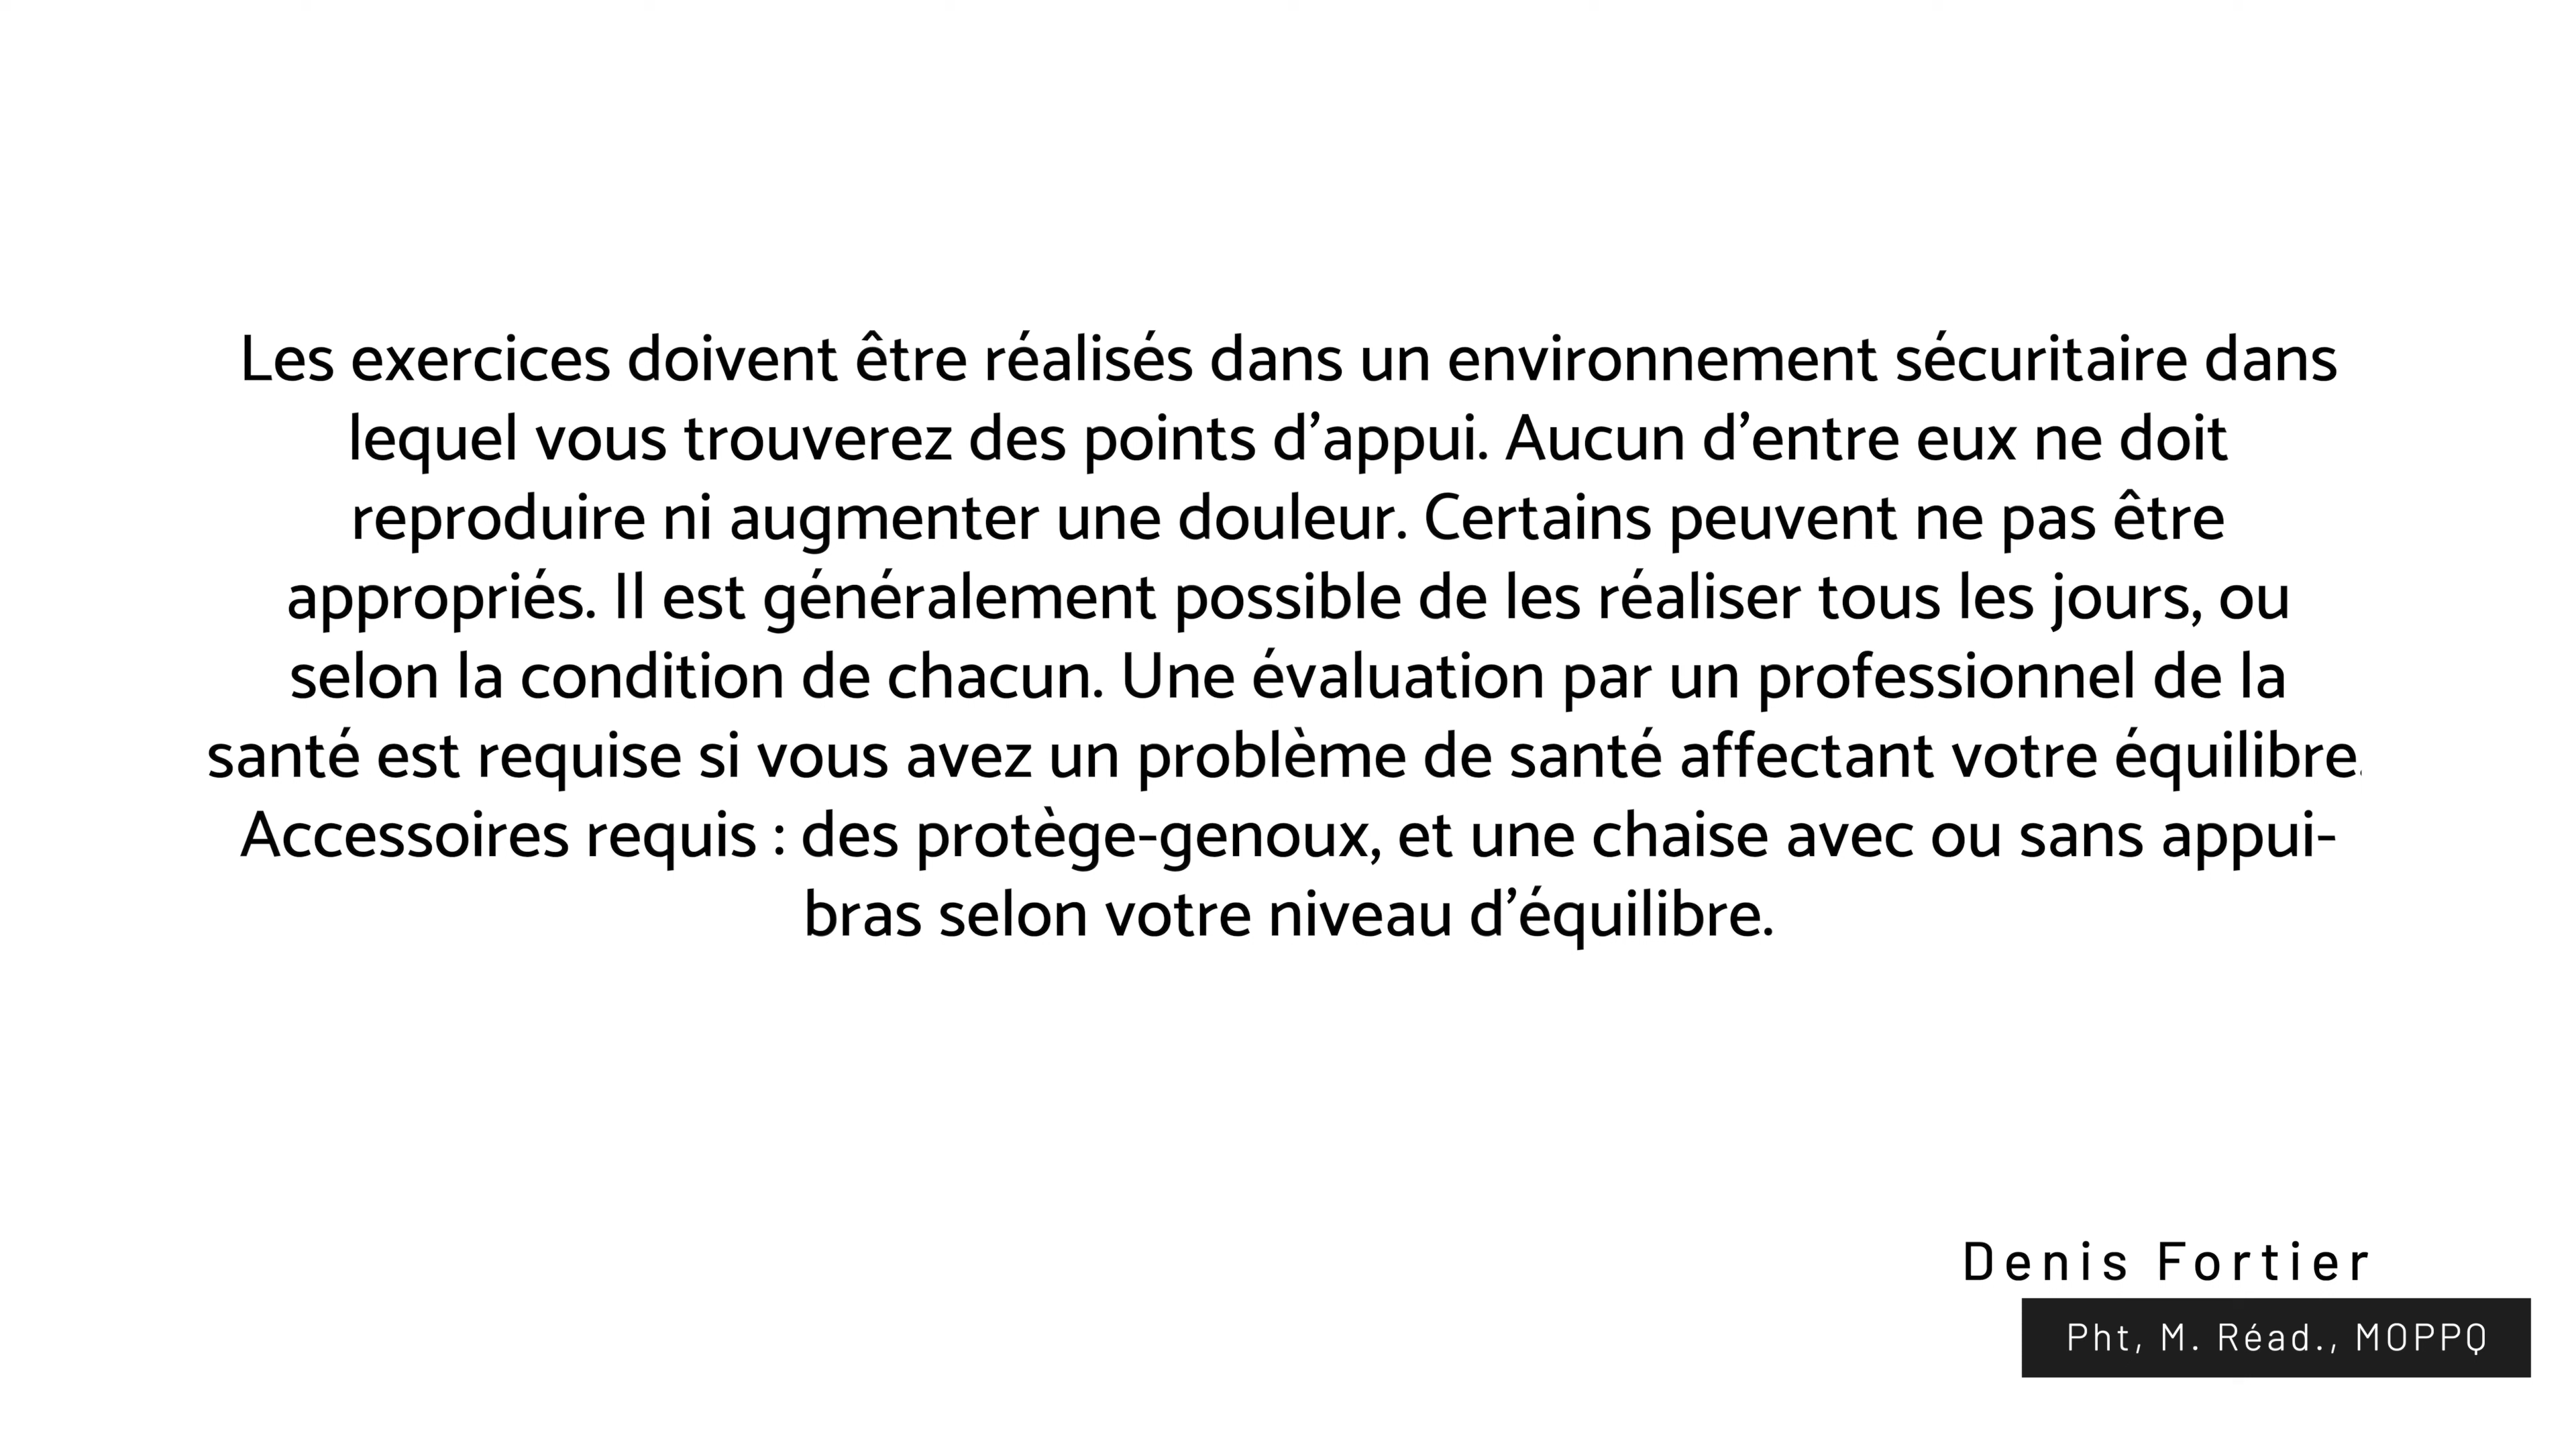 Les exercices doivent être réalisés dans un environnement sécuritaire dans
lequel vous trouverez des points d’appui. Aucun d’entre eux ne doit
reproduire ni augmenter une douleur. Certains peuvent ne pas être
appropriés. Il est généralement possible de les réaliser tous les jours, ou
selon la condition de chacun. Une évaluation par un professionnel de la
santé est requise si vous avez un problème de santé affectant votre équilibre.
Accessoires requis : des protège-genoux, et une chaise avec ou sans appui-
bras selon votre niveau d’équilibre.
Denis Fortier
Pht, M. Réad., MOPPQ